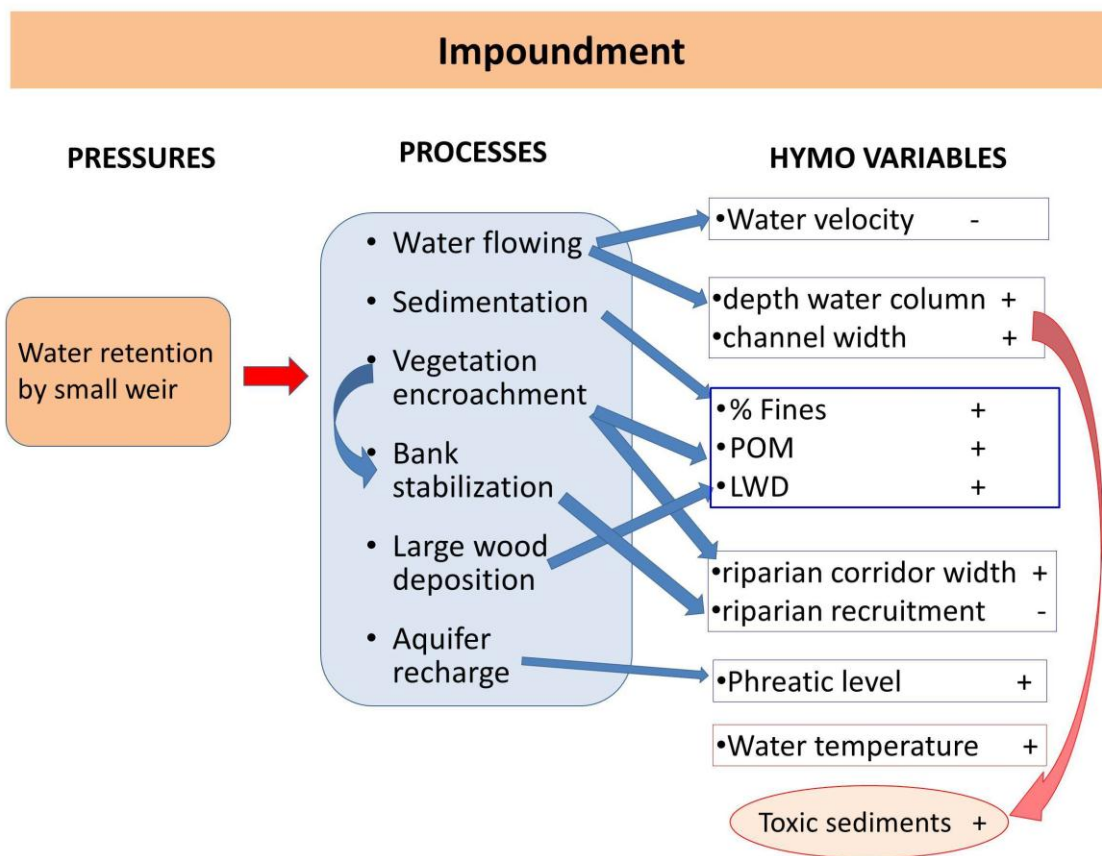 Impoundment
PRESSURES
PROCESSES
HYMO VARIABLES
Water retention
by small weir
• Water flowing
• Sedimentation
• Vegetation
encroachment
• Bank
stabilization
• Large wood
deposition
• Aquifer
recharge
•Water velocity -
•depth water column +
•channel width +
•% Fines +
•POM +
•LWD +
•riparian corridor width +
•riparian recruitment -
•Phreatic level +
•Water temperature +
Toxic sediments +